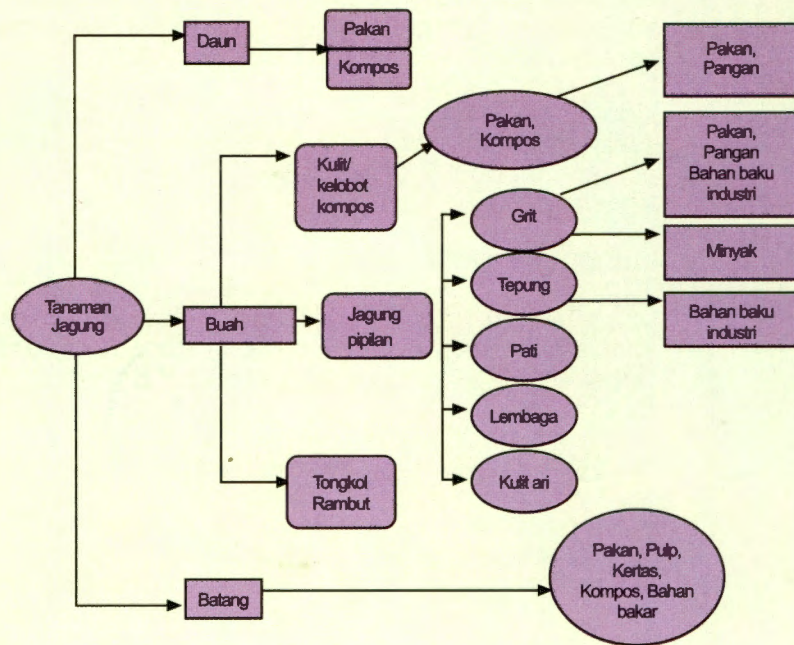 Daun
Pakan
Kompos
Pakan,
Pangan
Pakan,
Kompos
Kulit/
kelobot
kompos
Pakan,
Pangan
Bahan baku
industri
Grit
Minyak
Tanaman
Jagung
Buah
Jagung
pipilan
Tepung
Bahan baku
industri
Pati
Lembaga
Tongkol
Rambut
Kulit ari
Batang
Pakan, Pulp,
Kertas,
Kompos, Bahan
bakar